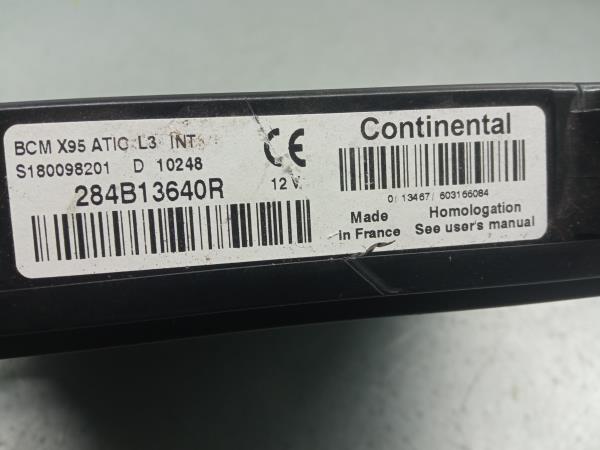 BCM X95 ATIC L3 INT
S180098201 D 10248
284B13640R 12 V
CE
Continental
0/13467/603166084
Made in France
Homologation
See user's manual